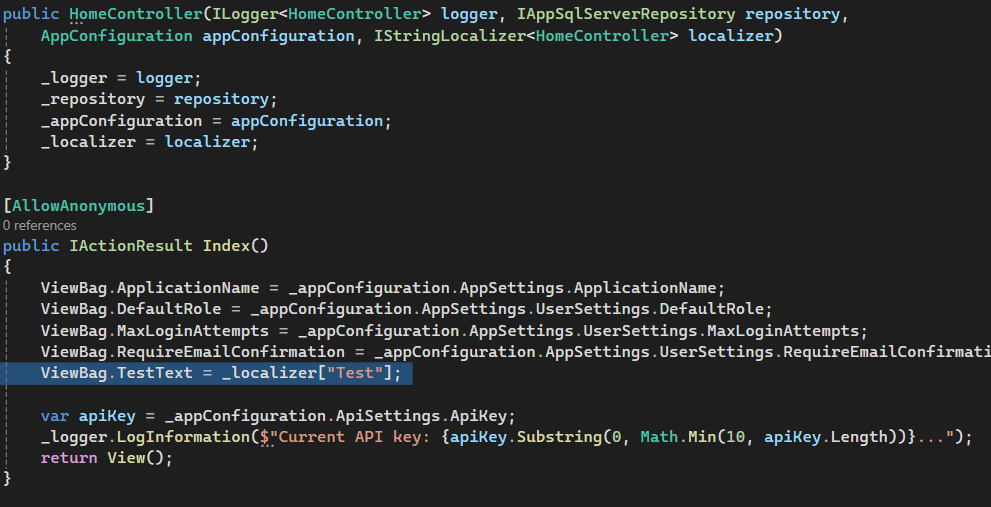 public HomeController(ILogger<HomeController> logger, IAppSqlServerRepository repository,
AppConfiguration appConfiguration, IStringLocalizer<HomeController> localizer)
{
_logger = logger;
_repository = repository;
_appConfiguration = appConfiguration;
_localizer = localizer;
}
[AllowAnonymous]
0 references
public IActionResult Index()
{
ViewBag.ApplicationName = _appConfiguration.AppSettings.ApplicationName;
ViewBag.DefaultRole = _appConfiguration.AppSettings.UserSettings.DefaultRole;
ViewBag.MaxLoginAttempts = _appConfiguration.AppSettings.UserSettings.MaxLoginAttempts;
ViewBag.RequireEmailConfirmation = _appConfiguration.AppSettings.UserSettings.RequireEmailConfirmati
ViewBag.TestText = _localizer["Test"];
var apiKey = _appConfiguration.ApiSettings.ApiKey;
_logger.LogInformation($"Current API key: {apiKey.Substring(0, Math.Min(10, apiKey.Length))}...");
return View();
}